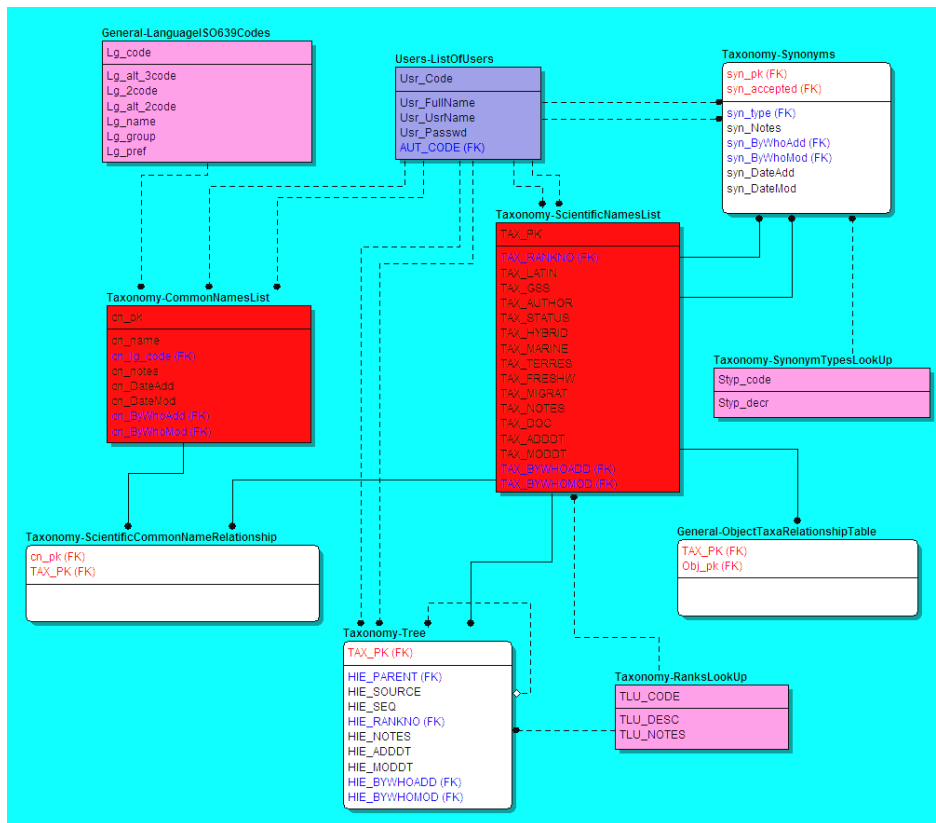 General-LanguageISO639Codes
Lg_code
Lg_alt_3code
Lg_2code
Lg_alt_2code
Lg_name
Lg_group
Lg_pref
Users-ListOfUsers
Usr_Code
Usr_FullName
Usr_UsrName
Usr_Passwd
AUT_CODE (FK)
Taxonomy-Synonyms
syn_pk (FK)
syn_accepted (FK)
syn_type (FK)
syn_Notes
syn_ByWhoAdd (FK)
syn_ByWhoMod (FK)
syn_DateAdd
syn_DateMod
Taxonomy-ScientificNamesList
TAX_PK
TAX_RANKNO (FK)
TAX_LATIN
TAX_GSS
TAX_AUTHOR
TAX_STATUS
TAX_HYBRID
TAX_MARINE
TAX_TERRES
TAX_FRESHW
TAX_MIGRAT
TAX_NOTES
TAX_DOC
TAX_ADDDT
TAX_MODDT
TAX_BYWHOADD (FK)
TAX_BYWHOMOD (FK)
Taxonomy-CommonNamesList
cn_pk
cn_name
cn_lg_code (FK)
cn_notes
cn_DateAdd
cn_DateMod
cn_ByWhoAdd (FK)
cn_ByWhoMod (FK)
Taxonomy-SynonymTypesLookUp
Styp_code
Styp_decr
Taxonomy-ScientificCommonNameRelationship
cn_pk (FK)
TAX_PK (FK)
General-ObjectTaxaRelationshipTable
TAX_PK (FK)
Obj_pk (FK)
Taxonomy-Tree
TAX_PK (FK)
HIE_PARENT (FK)
HIE_SOURCE
HIE_SEQ
HIE_RANKNO (FK)
HIE_NOTES
HIE_ADDDT
HIE_MODDT
HIE_BYWHOADD (FK)
HIE_BYWHOMOD (FK)
Taxonomy-RanksLookUp
TLU_CODE
TLU_DESC
TLU_NOTES